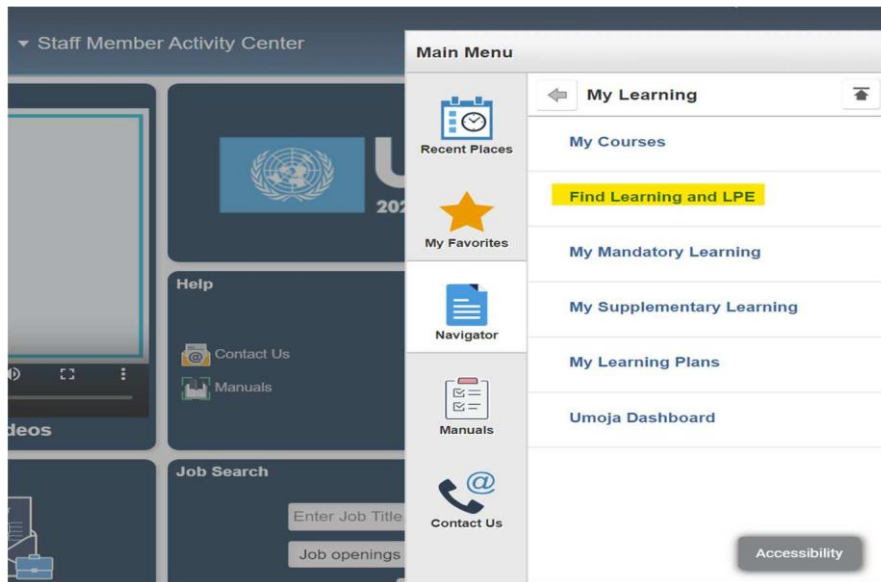 Staff Member Activity Center
Main Menu
My Learning
Recent Places
My Courses
Find Learning and LPE
My Favorites
My Mandatory Learning
Navigator
My Supplementary Learning
Manuals
My Learning Plans
Contact Us
Umoja Dashboard
Accessibility
202
Help
Contact Us
Manuals
deos
Job Search
Enter Job Title
Job openings